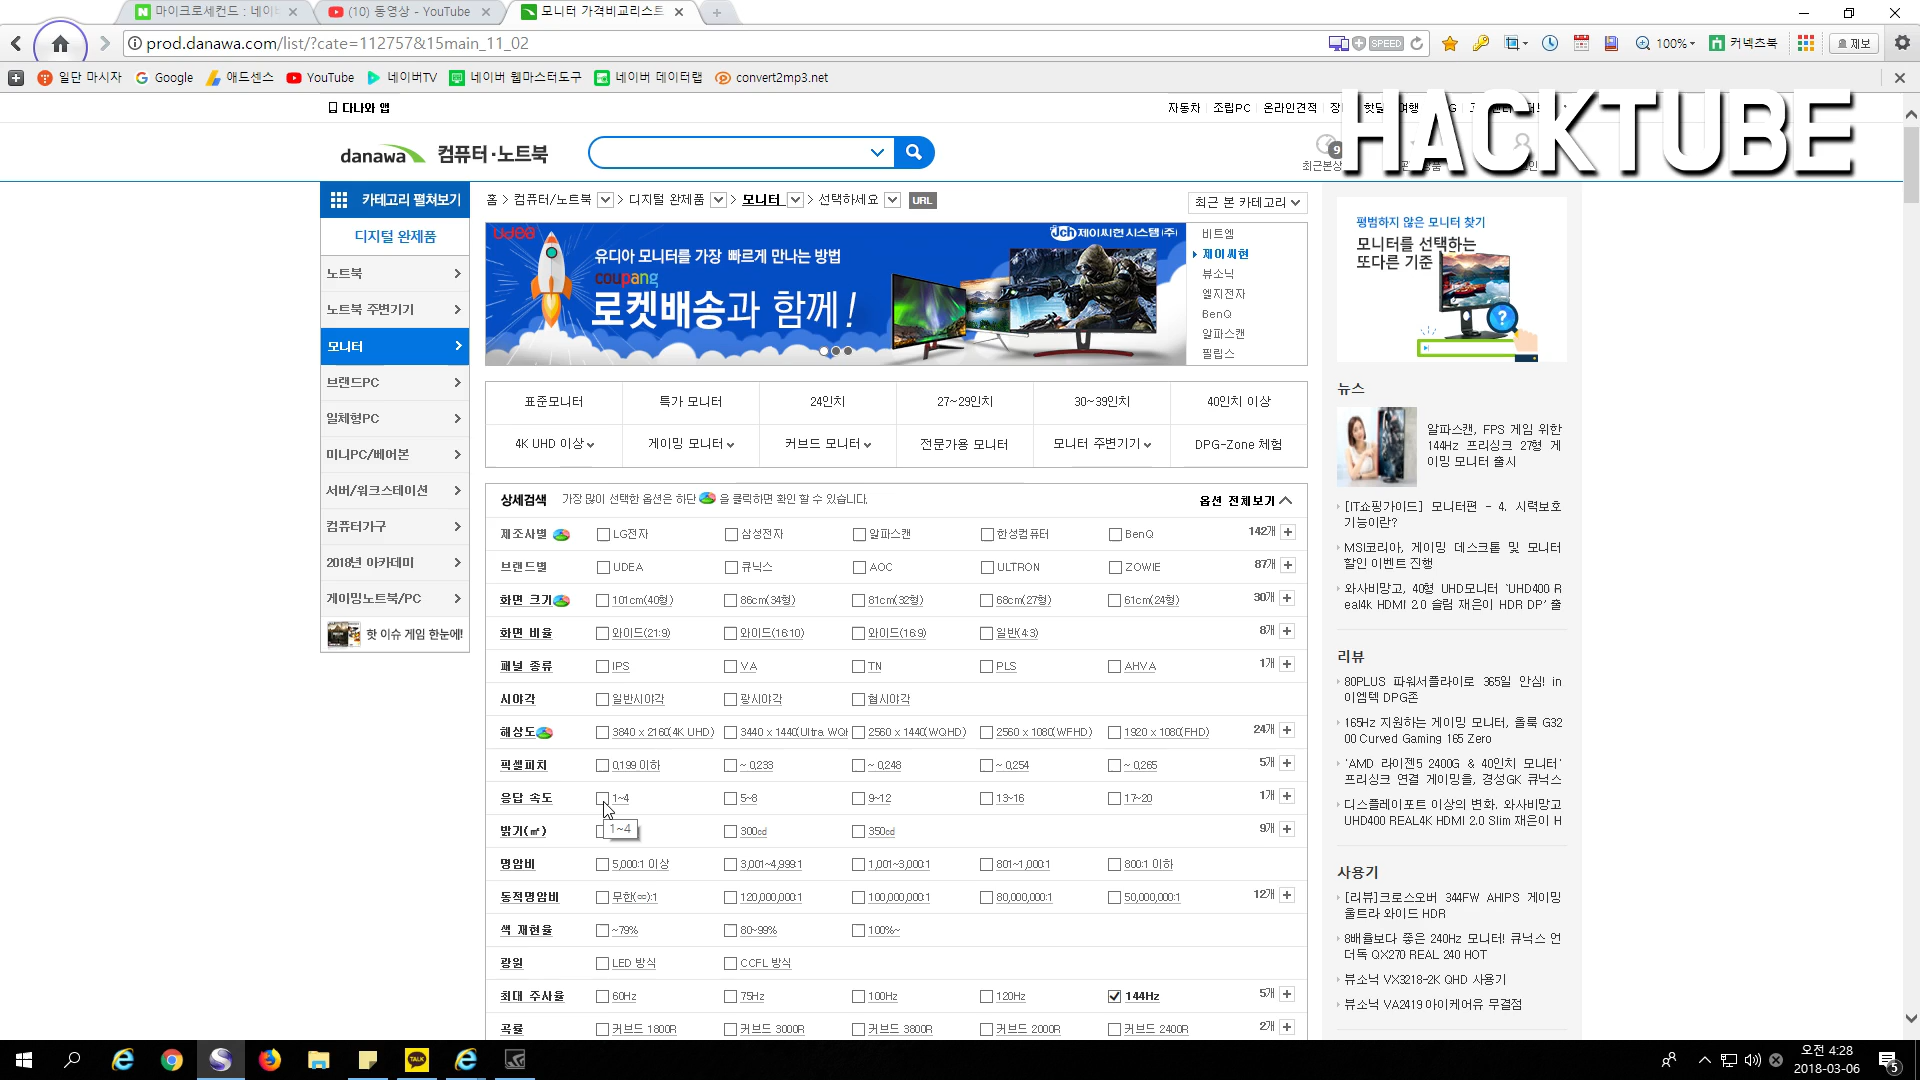 마이크로세컨드 : 네이버
(10) 동영상 - YouTube
모니터 가격비교리스트
prod.danawa.com/list/?cate=112757&15main_11_02
SPEED
100%
커넥츠북
제보
일단 마시자
Google
애드센스
YouTube
네이버TV
네이버 웹마스터도구
네이버 데이터랩
convert2mp3.net
다나와 앱
자동차
조립PC
온라인견적
HACKTUBE
danawa 컴퓨터·노트북
9
최근본상
카테고리 펼쳐보기
홈 > 컴퓨터/노트북 > 디지털 완제품 > 모니터 > 선택하세요 URL
최근 본 카테고리
디지털 완제품
노트북
노트북 주변기기
모니터
브랜드PC
일체형PC
미니PC/베어본
서버/워크스테이션
컴퓨터가구
2018년 아카데미
게이밍노트북/PC
핫 이슈 게임 한눈에!
udea
유디아 모니터를 가장 빠르게 만나는 방법
coupang
로켓배송과 함께!
Jch 제이씨현시스템(주)
비트엠
제이씨현
뷰소닉
엘지전자
BenQ
알파스캔
필립스
표준모니터
특가 모니터
24인치
27~29인치
30~39인치
40인치 이상
4K UHD 이상
게이밍 모니터
커브드 모니터
전문가용 모니터
모니터 주변기기
DPG-Zone 체험
상세검색 가장 많이 선택한 옵션은 하단 을 클릭하면 확인 할 수 있습니다.
옵션 전체보기
제조사별 LG전자 삼성전자 알파스캔 한성컴퓨터 BenQ 142개
브랜드별 UDEA 큐닉스 AOC ULTRON ZOWIE 87개
화면 크기 101cm(40형) 86cm(34형) 81cm(32형) 68cm(27형) 61cm(24형) 30개
화면 비율 와이드(21:9) 와이드(16:10) 와이드(16:9) 일반(4:3) 8개
패널 종류 IPS VA TN PLS AHVA 1개
시야각 일반시야각 광시야각 협시야각
해상도 3840 x 2160(4K UHD) 3440 x 1440(Ultra WQH 2560 x 1440(WQHD) 2560 x 1080(WFHD) 1920 x 1080(FHD) 24개
픽셀피치 0.199 이하 ~ 0.233 ~ 0.248 ~ 0.254 ~ 0.265 5개
응답 속도 1~4 5~8 9~12 13~16 17~20 1개
밝기(㎡) 300cd 350cd 9개
1~4
명암비 5,000:1 이상 3,001~4,999:1 1,001~3,000:1 801~1,000:1 800:1 이하
동적명암비 무한(∞):1 120,000,000:1 100,000,000:1 80,000,000:1 50,000,000:1 12개
색 재현율 ~79% 80~99% 100%~
광원 LED 방식 CCFL 방식
최대 주사율 60Hz 75Hz 100Hz 120Hz 144Hz 5개
곡률 커브드 1800R 커브드 3000R 커브드 3800R 커브드 2000R 커브드 2400R 2개
평범하지 않은 모니터 찾기
모니터를 선택하는
또다른 기준
?
뉴스
알파스캔, FPS 게임 위한
144Hz 프리싱크 27형 게
이밍 모니터 출시
[IT쇼핑가이드] 모니터편 - 4. 시력보호
기능이란?
MSI코리아, 게이밍 데스크톱 및 모니터
할인 이벤트 진행
와사비망고, 40형 UHD모니터 'UHD400 R
eal4k HDMI 2.0 슬림 재은이 HDR DP' 출
리뷰
80PLUS 파워서플라이로 365일 안심! in
이엠텍 DPG존
165Hz 지원하는 게이밍 모니터, 올룩 G32
00 Curved Gaming 165 Zero
'AMD 라이젠5 2400G & 40인치 모니터'
프리싱크 연결 게이밍을, 경성GK 큐닉스
디스플레이포트 이상의 변화. 와사비망고
UHD400 REAL4K HDMI 2.0 Slim 재은이 H
사용기
[리뷰]크로스오버 344FW AHIPS 게이밍
울트라 와이드 HDR
8배율보다 좋은 240Hz 모니터! 큐닉스 언
더독 QX270 REAL 240 HOT
뷰소닉 VX3218-2K QHD 사용기
뷰소닉 VA2419 아이케어유 무결점
TALK
오전 4:28
2018-03-06
5